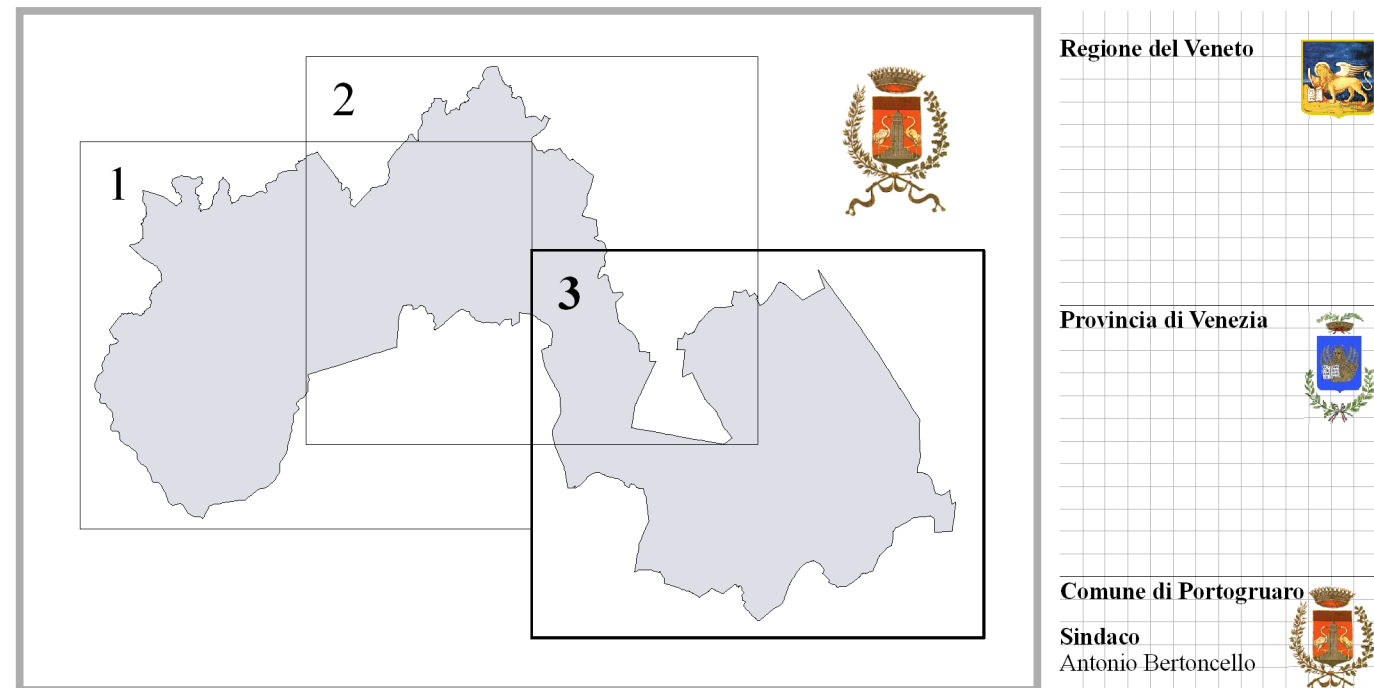 2
1
3
Regione del Veneto
Provincia di Venezia
Comune di Portogruaro
Sindaco
Antonio Bertoncello